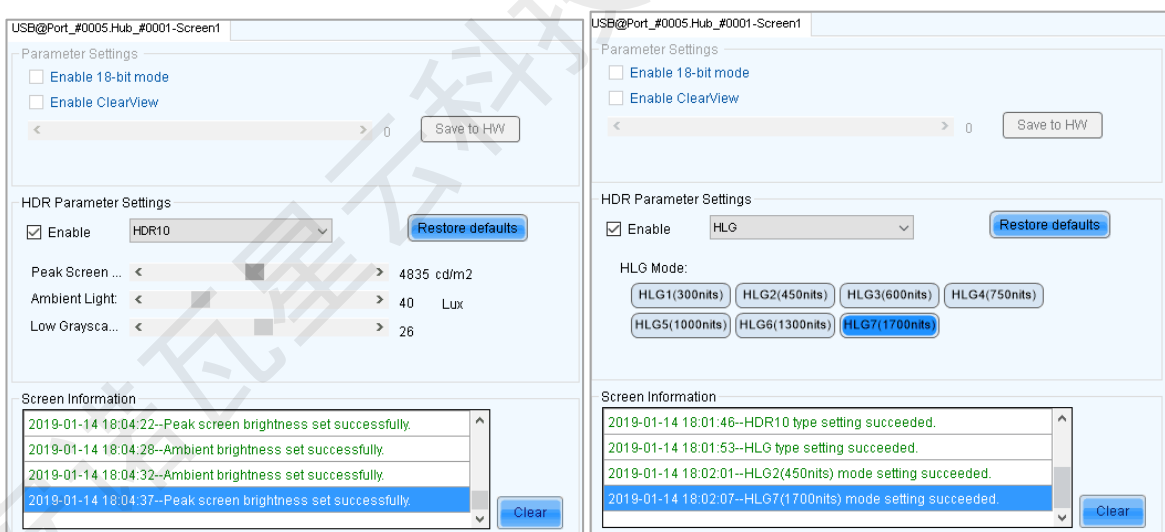 USB@Port_#0005.Hub_#0001-Screen1
Parameter Settings
Enable 18-bit mode
Enable ClearView
0
Save to HW
HDR Parameter Settings
Enable
HDR10
Restore defaults
Peak Screen ...
4835 cd/m2
Ambient Light:
40 Lux
Low Graysca...
26
Screen Information
2019-01-14 18:04:22--Peak screen brightness set successfully.
2019-01-14 18:04:28--Ambient brightness set successfully.
2019-01-14 18:04:32--Ambient brightness set successfully.
2019-01-14 18:04:37--Peak screen brightness set successfully.
Clear
USB@Port_#0005.Hub_#0001-Screen1
Parameter Settings
Enable 18-bit mode
Enable ClearView
0
Save to HW
HDR Parameter Settings
Enable
HLG
Restore defaults
HLG Mode:
HLG1(300nits) HLG2(450nits) HLG3(600nits) HLG4(750nits)
HLG5(1000nits) HLG6(1300nits) HLG7(1700nits)
Screen Information
2019-01-14 18:01:46--HDR10 type setting succeeded.
2019-01-14 18:01:53--HLG type setting succeeded.
2019-01-14 18:02:01--HLG2(450nits) mode setting succeeded.
2019-01-14 18:02:07--HLG7(1700nits) mode setting succeeded.
Clear
诺瓦星云科技